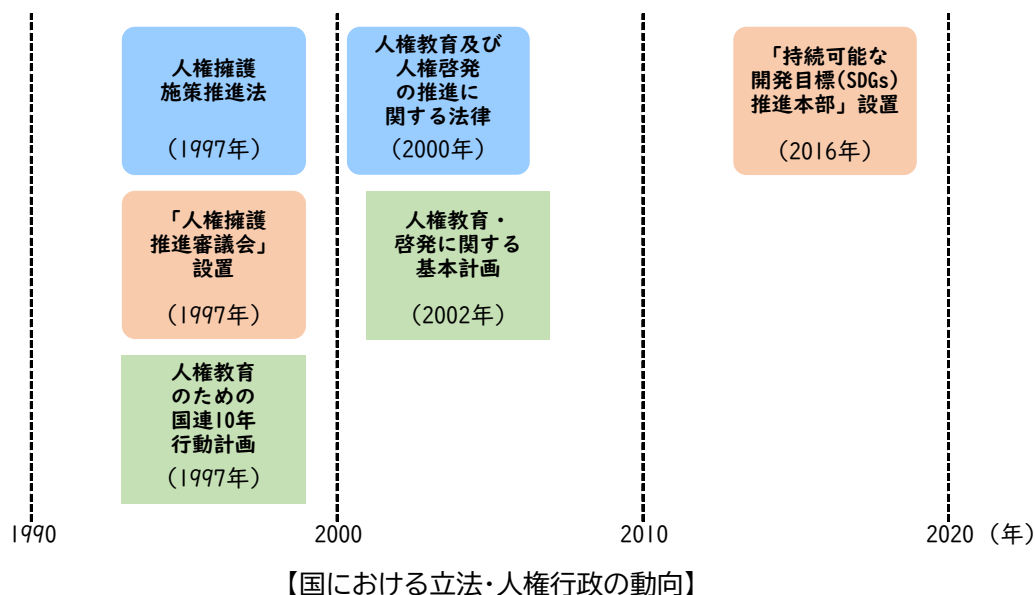 人権擁護
施策推進法
（1997年）
人権教育及び
人権啓発
の推進に
関する法律
（2000年）
「持続可能な
開発目標(SDGs)
推進本部」設置
（2016年）
「人権擁護
推進審議会」
設置
（1997年）
人権教育・
啓発に関する
基本計画
（2002年）
人権教育
のための
国連10年
行動計画
（1997年）
1990 2000 2010 2020 （年）
【国における立法・人権行政の動向】